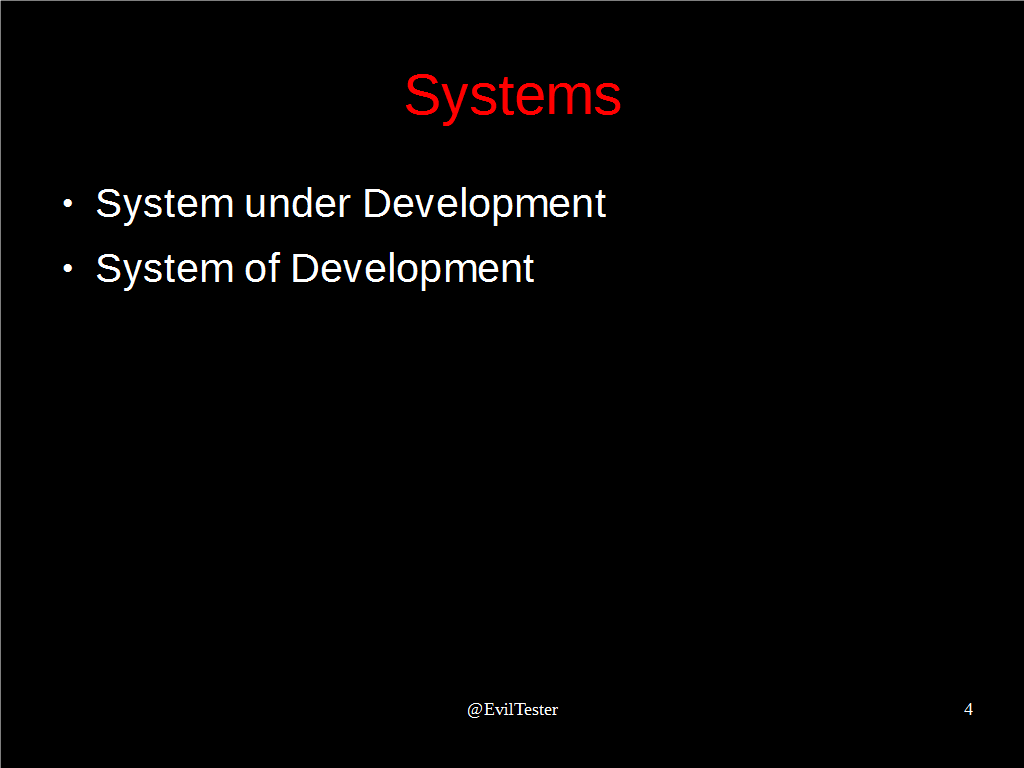 Systems
• System under Development
• System of Development
@EvilTester
4